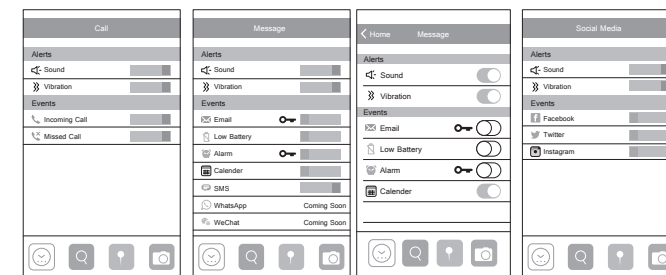 Call
Alerts
Sound
Vibration
Events
Incoming Call
Missed Call
Message
Alerts
Sound
Vibration
Events
Email
Low Battery
Alarm
Calender
SMS
WhatsApp Coming Soon
WeChat Coming Soon
Home Message
Alerts
Sound
Vibration
Events
Email
Low Battery
Alarm
Calender
Social Media
Alerts
Sound
Vibration
Events
Facebook
Twitter
Instagram